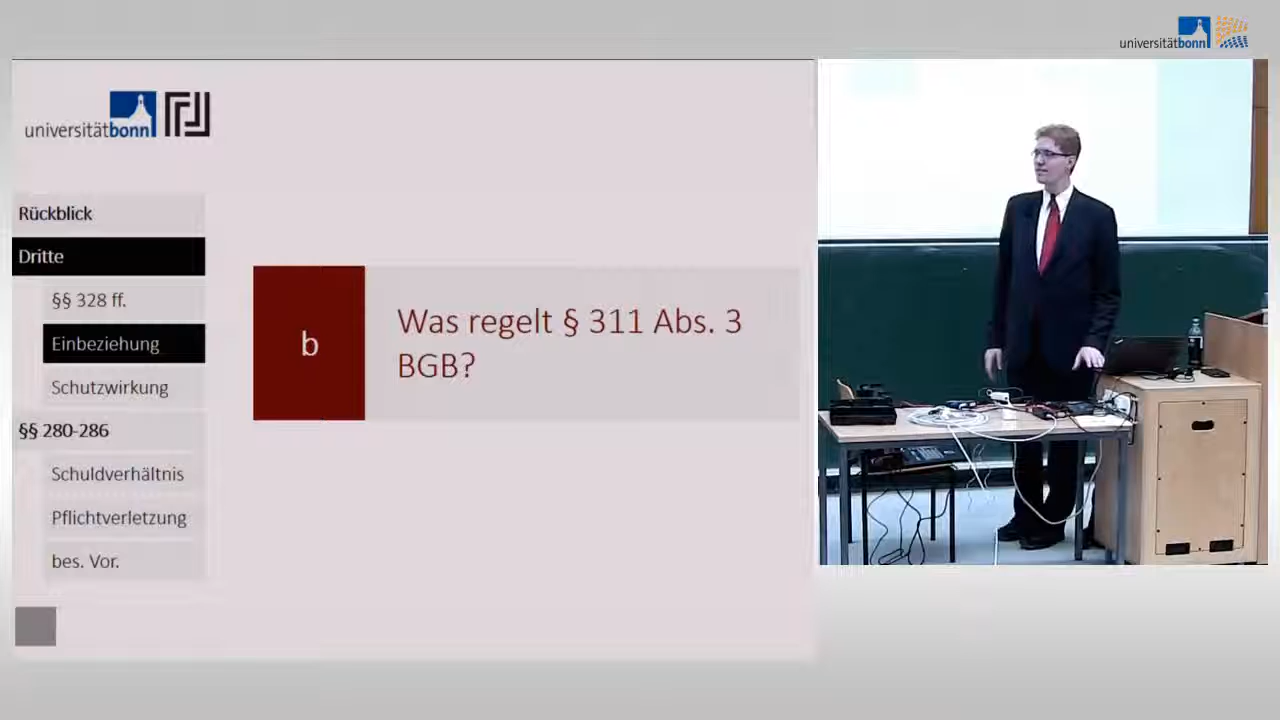 universitätbonn
universitätbonn
Rückblick
Dritte
§§ 328 ff.
Einbeziehung
Schutzwirkung
§§ 280-286
Schuldverhältnis
Pflichtverletzung
bes. Vor.
b
Was regelt § 311 Abs. 3
BGB?